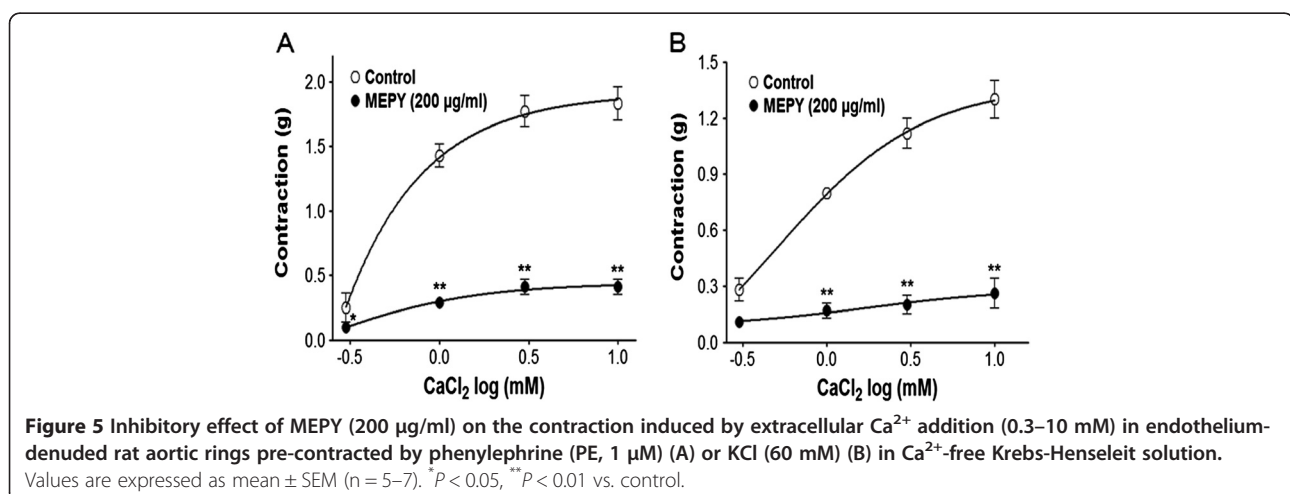 A
B
Control
MEPY (200 µg/ml)
Contraction (g)
2.0
1.5
1.0
0.5
0.0
*
**
**
**
-0.5
0.0
0.5
1.0
CaCl₂ log (mM)
Control
MEPY (200 µg/ml)
Contraction (g)
1.5
1.2
0.9
0.6
0.3
0.0
**
**
**
-0.5
0.0
0.5
1.0
CaCl₂ log (mM)
Figure 5 Inhibitory effect of MEPY (200 µg/ml) on the contraction induced by extracellular Ca²⁺ addition (0.3–10 mM) in endothelium-
denuded rat aortic rings pre-contracted by phenylephrine (PE, 1 µM) (A) or KCl (60 mM) (B) in Ca²⁺-free Krebs-Henseleit solution.
Values are expressed as mean ± SEM (n = 5–7). *P < 0.05, **P < 0.01 vs. control.